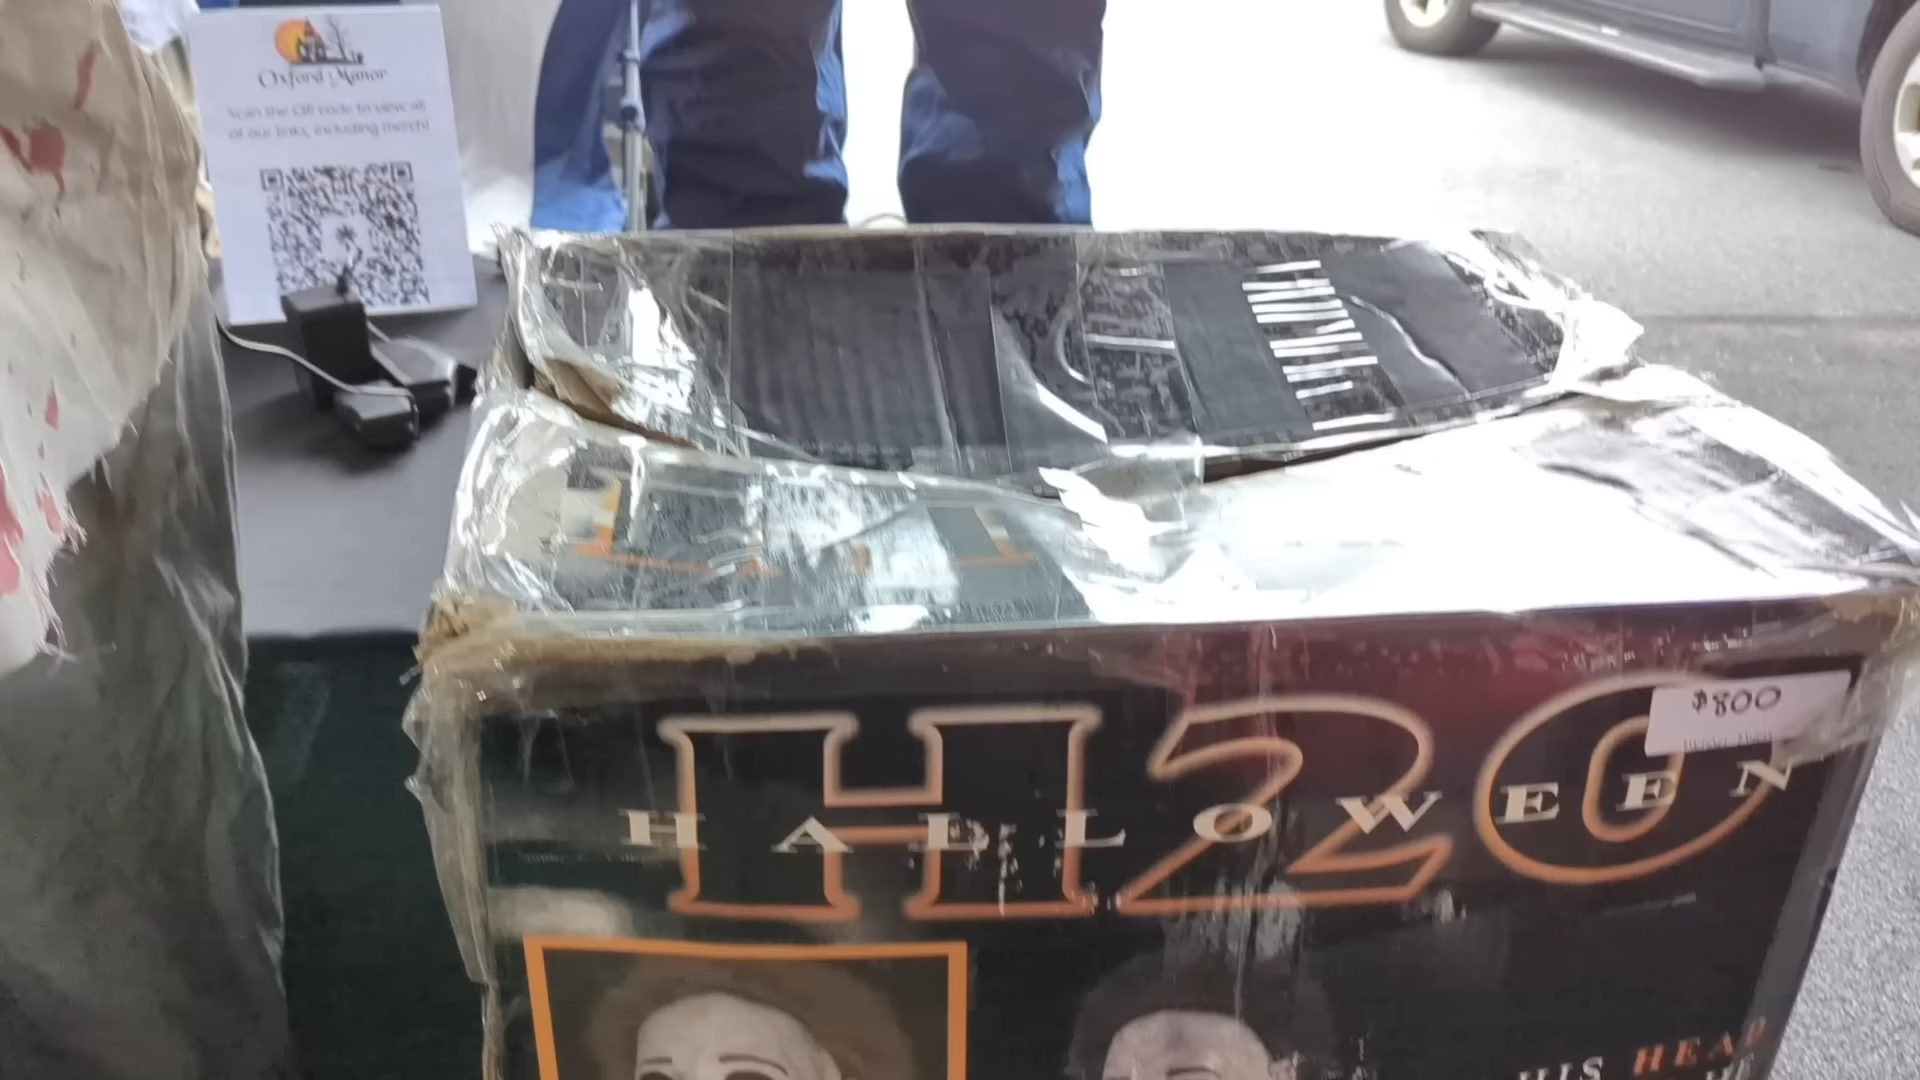 Oxford Manor
Scan the QR code to view all
of our links, including merch!
$800
H20
HALLOWEEN
HIS HEAD